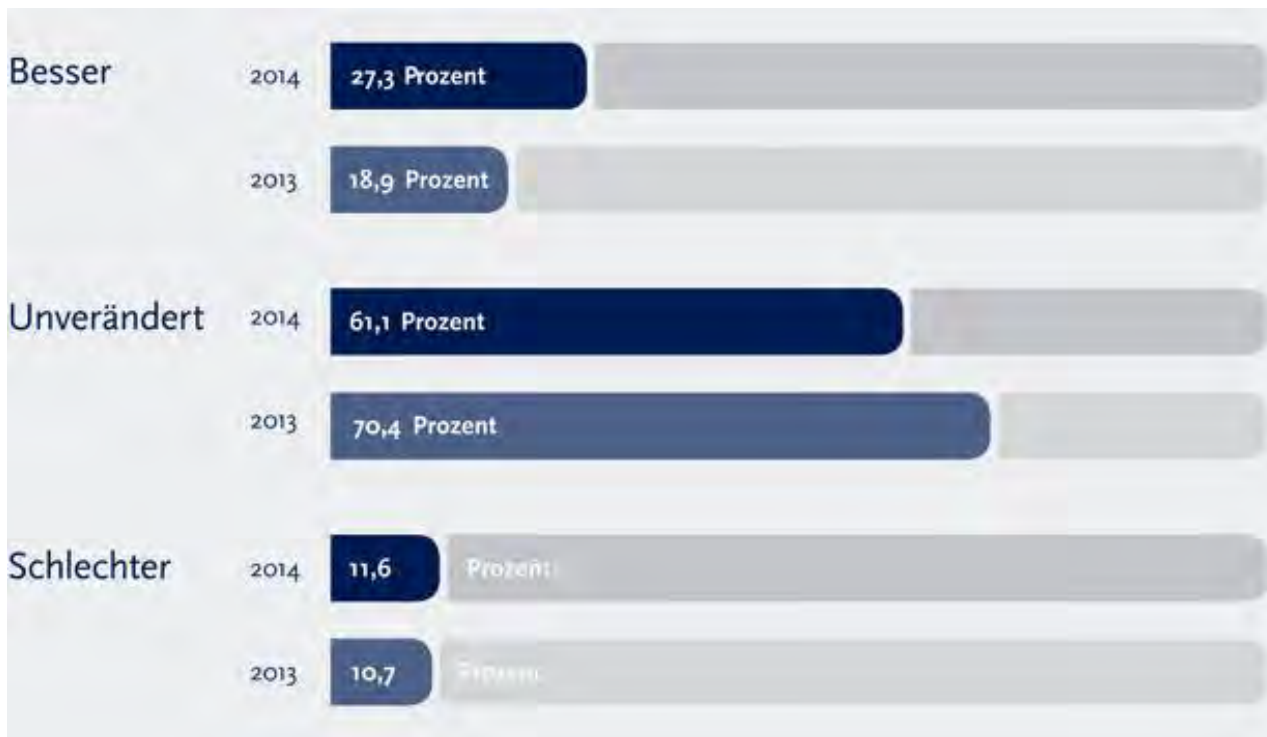 Besser 2014 27,3 Prozent
2013 18,9 Prozent
Unverändert 2014 61,1 Prozent
2013 70,4 Prozent
Schlechter 2014 11,6 Prozent
2013 10,7 Prozent